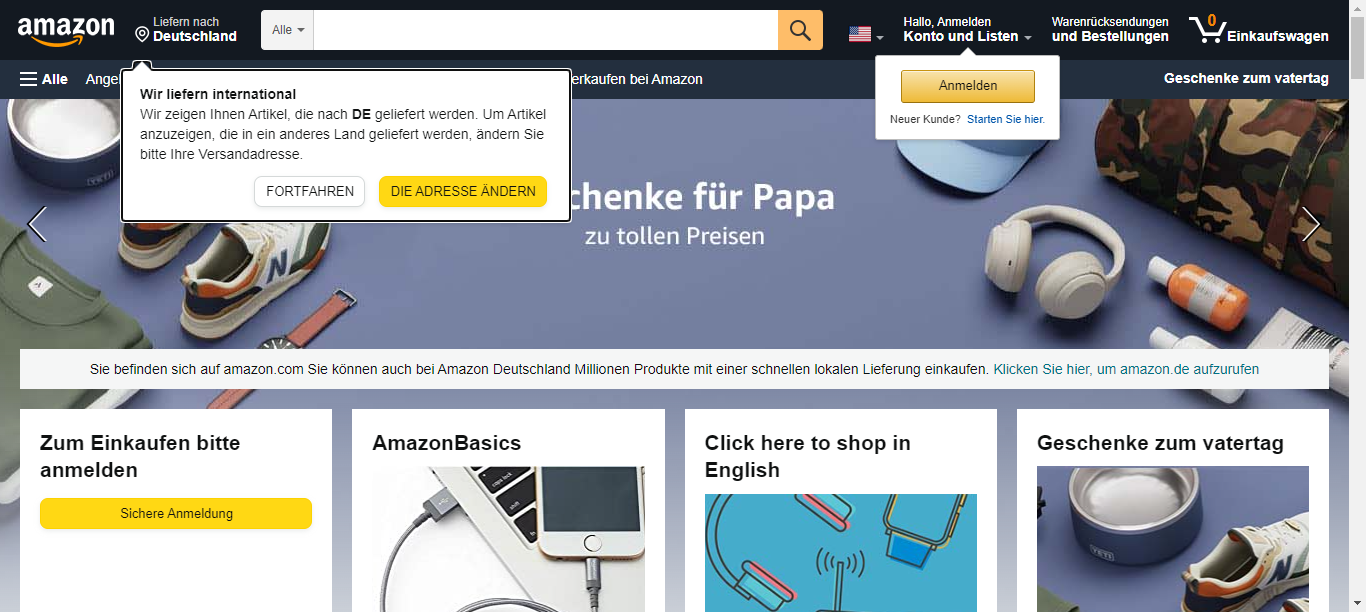 amazon
Liefern nach
Deutschland
Alle
Hallo, Anmelden
Konto und Listen
Warenrücksendungen
und Bestellungen
0
Einkaufswagen
Alle
erkaufen bei Amazon
Geschenke zum vatertag
Wir liefern international
Wir zeigen Ihnen Artikel, die nach DE geliefert werden. Um Artikel
anzuzeigen, die in ein anderes Land geliefert werden, ändern Sie
bitte Ihre Versandadresse.
FORTFAHREN
DIE ADRESSE ÄNDERN
Anmelden
Neuer Kunde? Starten Sie hier.
chenke für Papa
zu tollen Preisen
YETI
N
Sie befinden sich auf amazon.com Sie können auch bei Amazon Deutschland Millionen Produkte mit einer schnellen lokalen Lieferung einkaufen. Klicken Sie hier, um amazon.de aufzurufen
Zum Einkaufen bitte
anmelden
Sichere Anmeldung
AmazonBasics
caps lock
shift
Click here to shop in
English
Geschenke zum vatertag
YETI
N